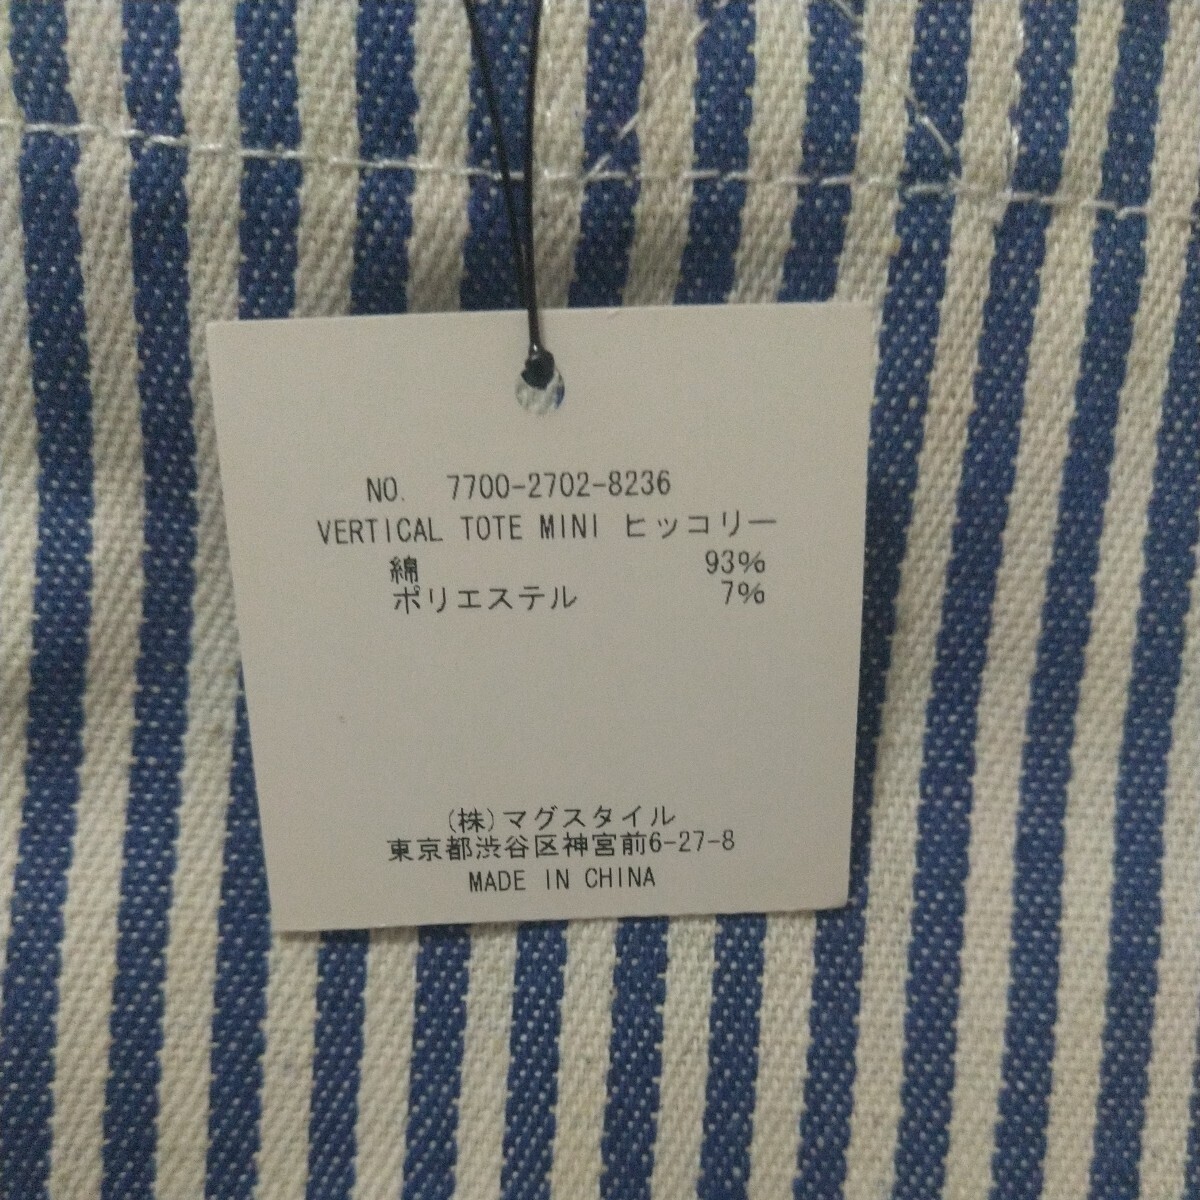 NO. 7700-2702-8236
VERTICAL TOTE MINI ヒッコリー
綿 93%
ポリエステル 7%
(株)マグスタイル
東京都渋谷区神宮前6-27-8
MADE IN CHINA